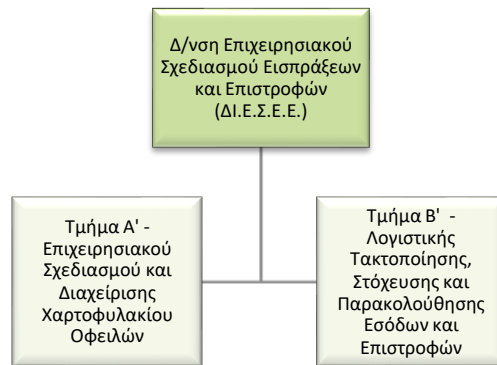 Δ/νση Επιχειρησιακού
Σχεδιασμού Εισπράξεων
και Επιστροφών
(ΔΙ.Ε.Σ.Ε.Ε.)
Τμήμα Α' -
Επιχειρησιακού
Σχεδιασμού και
Διαχείρισης
Χαρτοφυλακίου
Οφειλών
Τμήμα Β' -
Λογιστικής
Τακτοποίησης,
Στόχευσης και
Παρακολούθησης
Εσόδων και
Επιστροφών